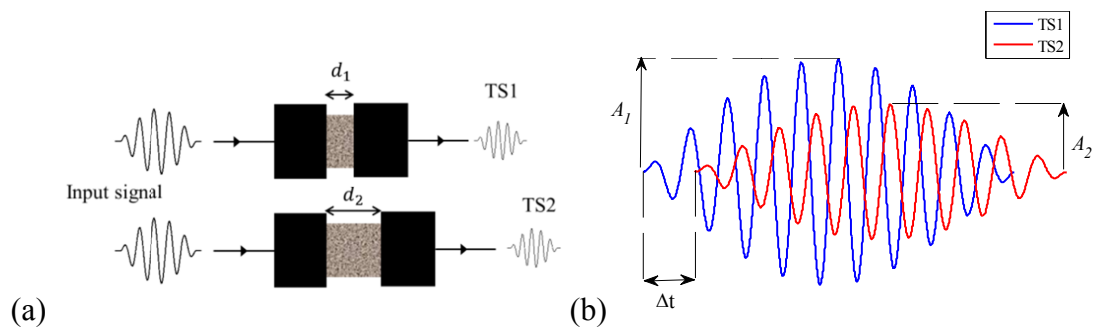 d₁
TS1
Input signal
d₂
TS2
(a)
TS1
TS2
A₁
A₂
Δt
(b)